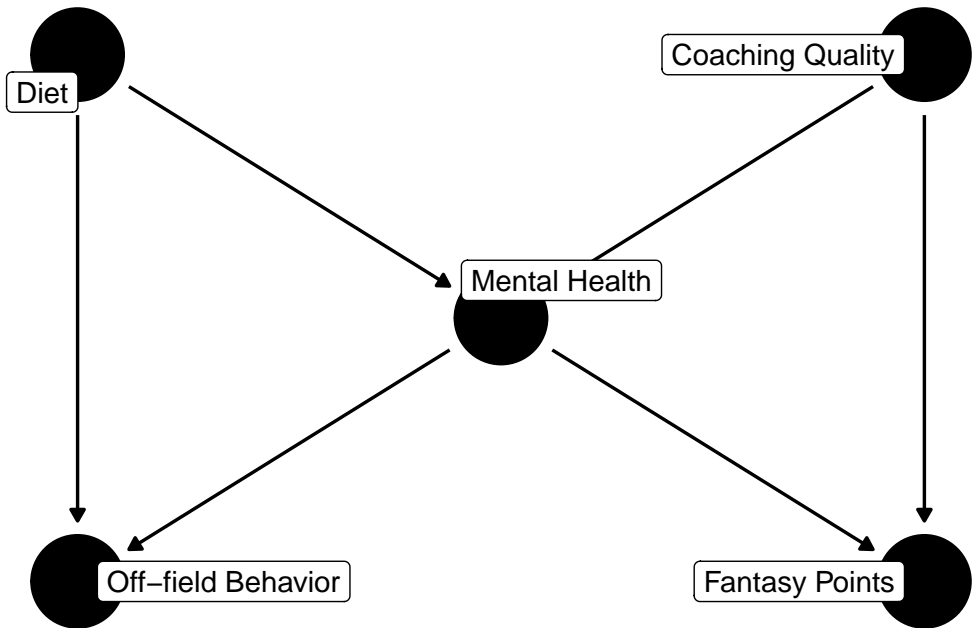 Diet
Coaching Quality
Mental Health
Off−field Behavior
Fantasy Points